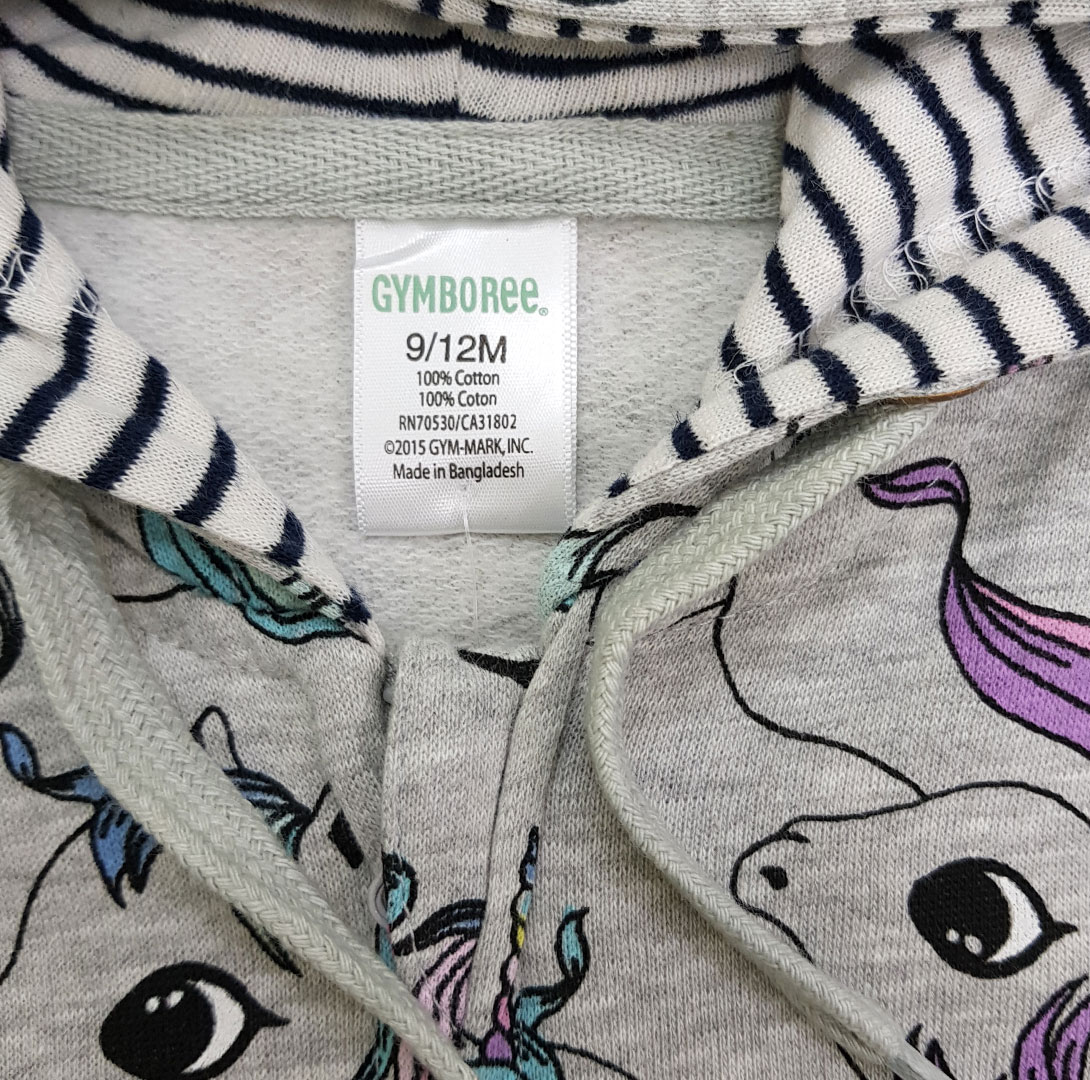 GYMBOREE®
9/12M
100% Cotton
100% Coton
RN70530/CA31802
©2015 GYM-MARK, INC.
Made in Bangladesh